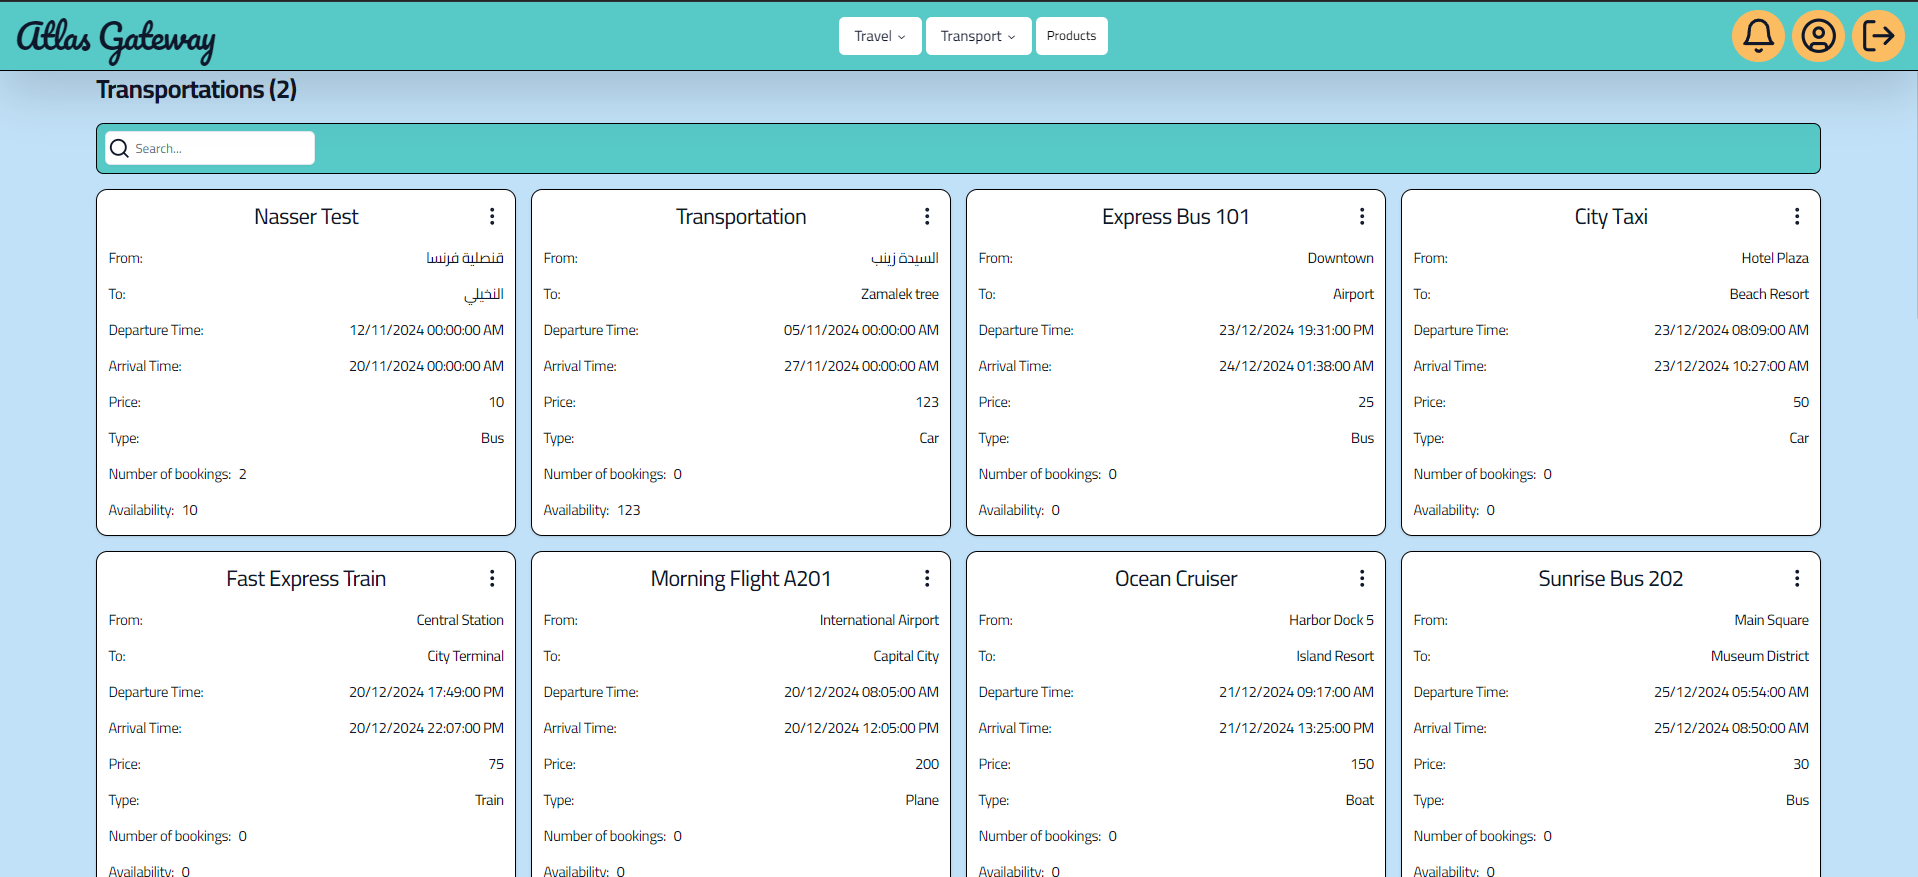 Atlas Gateway
Travel
Transport
Products
Transportations (2)
Search...
Nasser Test
From: قنصلية فرنسا
To: النخيلي
Departure Time: 12/11/2024 00:00:00 AM
Arrival Time: 20/11/2024 00:00:00 AM
Price: 10
Type: Bus
Number of bookings: 2
Availability: 10
Transportation
From: السيدة زينب
To: Zamalek tree
Departure Time: 05/11/2024 00:00:00 AM
Arrival Time: 27/11/2024 00:00:00 AM
Price: 123
Type: Car
Number of bookings: 0
Availability: 123
Express Bus 101
From: Downtown
To: Airport
Departure Time: 23/12/2024 19:31:00 PM
Arrival Time: 24/12/2024 01:38:00 AM
Price: 25
Type: Bus
Number of bookings: 0
Availability: 0
City Taxi
From: Hotel Plaza
To: Beach Resort
Departure Time: 23/12/2024 08:09:00 AM
Arrival Time: 23/12/2024 10:27:00 AM
Price: 50
Type: Car
Number of bookings: 0
Availability: 0
Fast Express Train
From: Central Station
To: City Terminal
Departure Time: 20/12/2024 17:49:00 PM
Arrival Time: 20/12/2024 22:07:00 PM
Price: 75
Type: Train
Number of bookings: 0
Availability: 0
Morning Flight A201
From: International Airport
To: Capital City
Departure Time: 20/12/2024 08:05:00 AM
Arrival Time: 20/12/2024 12:05:00 PM
Price: 200
Type: Plane
Number of bookings: 0
Availability: 0
Ocean Cruiser
From: Harbor Dock 5
To: Island Resort
Departure Time: 21/12/2024 09:17:00 AM
Arrival Time: 21/12/2024 13:25:00 PM
Price: 150
Type: Boat
Number of bookings: 0
Availability: 0
Sunrise Bus 202
From: Main Square
To: Museum District
Departure Time: 25/12/2024 05:54:00 AM
Arrival Time: 25/12/2024 08:50:00 AM
Price: 30
Type: Bus
Number of bookings: 0
Availability: 0